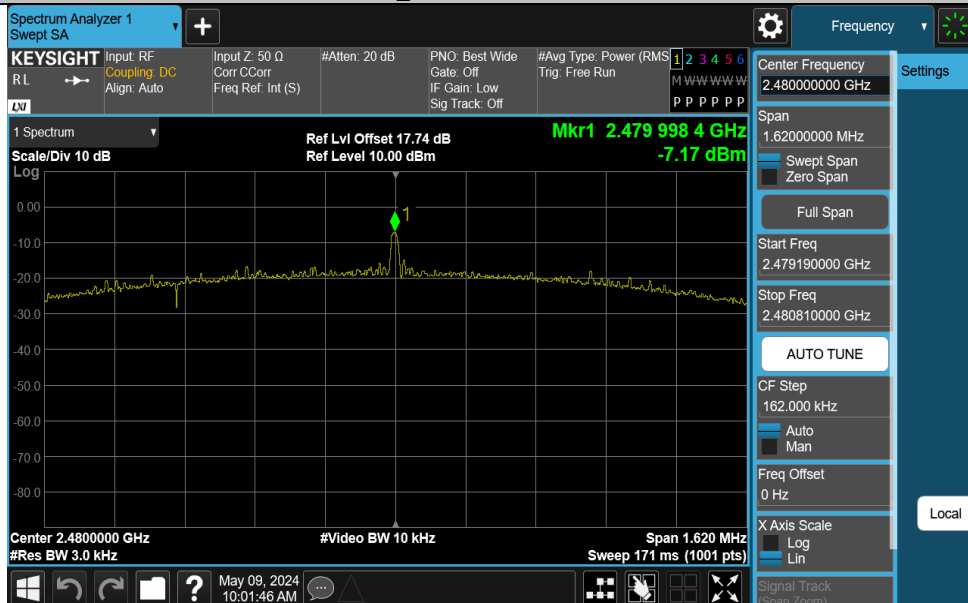 Spectrum Analyzer 1
Swept SA
+
Frequency
KEYSIGHT
RL
LXI
Input: RF
Coupling: DC
Align: Auto
Input Z: 50 Ω
Corr CCorr
Freq Ref: Int (S)
#Atten: 20 dB
PNO: Best Wide
Gate: Off
IF Gain: Low
Sig Track: Off
#Avg Type: Power (RMS
Trig: Free Run
1 2 3 4 5 6
M W W W W W
P P P P P P
Center Frequency
2.480000000 GHz
Settings
Span
1.62000000 MHz
Swept Span
Zero Span
Full Span
Start Freq
2.479190000 GHz
Stop Freq
2.480810000 GHz
AUTO TUNE
CF Step
162.000 kHz
Auto
Man
Freq Offset
0 Hz
X Axis Scale
Log
Lin
Signal Track
(Span Zoom)
Local
1 Spectrum
Scale/Div 10 dB
Log
Ref Lvl Offset 17.74 dB
Ref Level 10.00 dBm
Mkr1 2.479 998 4 GHz
-7.17 dBm
1
0.00
-10.0
-20.0
-30.0
-40.0
-50.0
-60.0
-70.0
-80.0
Center 2.4800000 GHz
#Res BW 3.0 kHz
#Video BW 10 kHz
Span 1.620 MHz
Sweep 171 ms (1001 pts)
?
May 09, 2024
10:01:46 AM